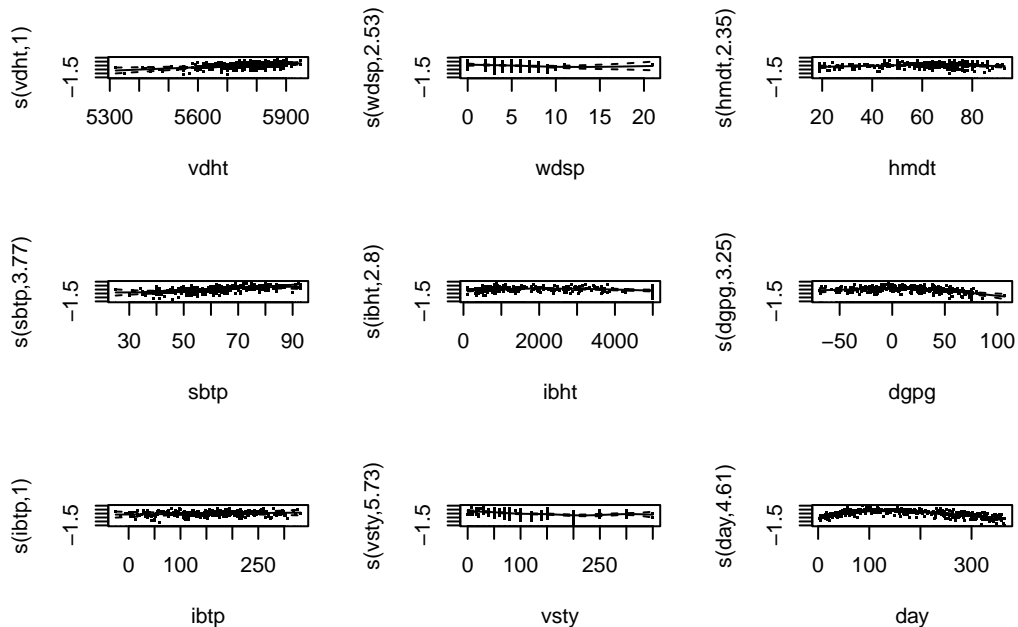 s(vdht,1)
−1.5
5300 5600 5900
vdht
s(wdsp,2.53)
−1.5
0 5 10 15 20
wdsp
s(hmdt,2.35)
−1.5
20 40 60 80
hmdt
s(sbtp,3.77)
−1.5
30 50 70 90
sbtp
s(ibht,2.8)
−1.5
0 2000 4000
ibht
s(dgpg,3.25)
−1.5
−50 0 50 100
dgpg
s(ibtp,1)
−1.5
0 100 250
ibtp
s(vsty,5.73)
−1.5
0 100 250
vsty
s(day,4.61)
−1.5
0 100 300
day